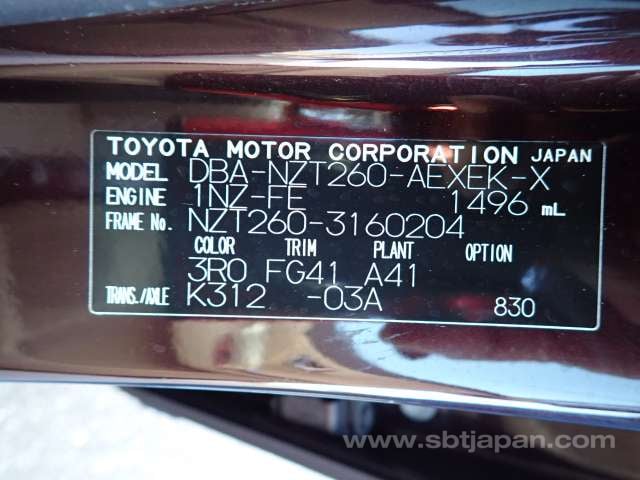 TOYOTA MOTOR CORPORATION JAPAN
MODEL DBA-NZT260-AEXEK-X
ENGINE 1NZ-FE 1496 mL
FRAME No. NZT260-3160204
COLOR TRIM PLANT OPTION
3R0 FG41 A41
TRANS./AXLE K312 -03A 830
www.sbtjapan.com